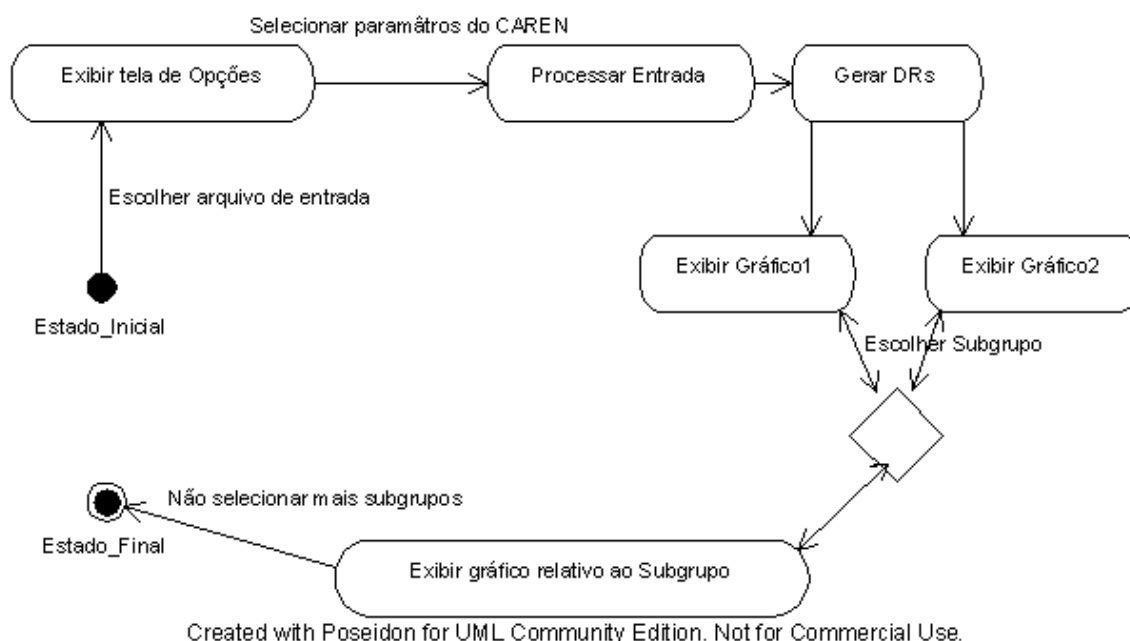 Selecionar paramâtros do CAREN
Exibir tela de Opções
Processar Entrada
Gerar DRs
Escolher arquivo de entrada
Exibir Gráfico1
Exibir Gráfico2
Estado_Inicial
Escolher Subgrupo
Não selecionar mais subgrupos
Estado_Final
Exibir gráfico relativo ao Subgrupo
Created with Poseidon for UML Community Edition. Not for Commercial Use.